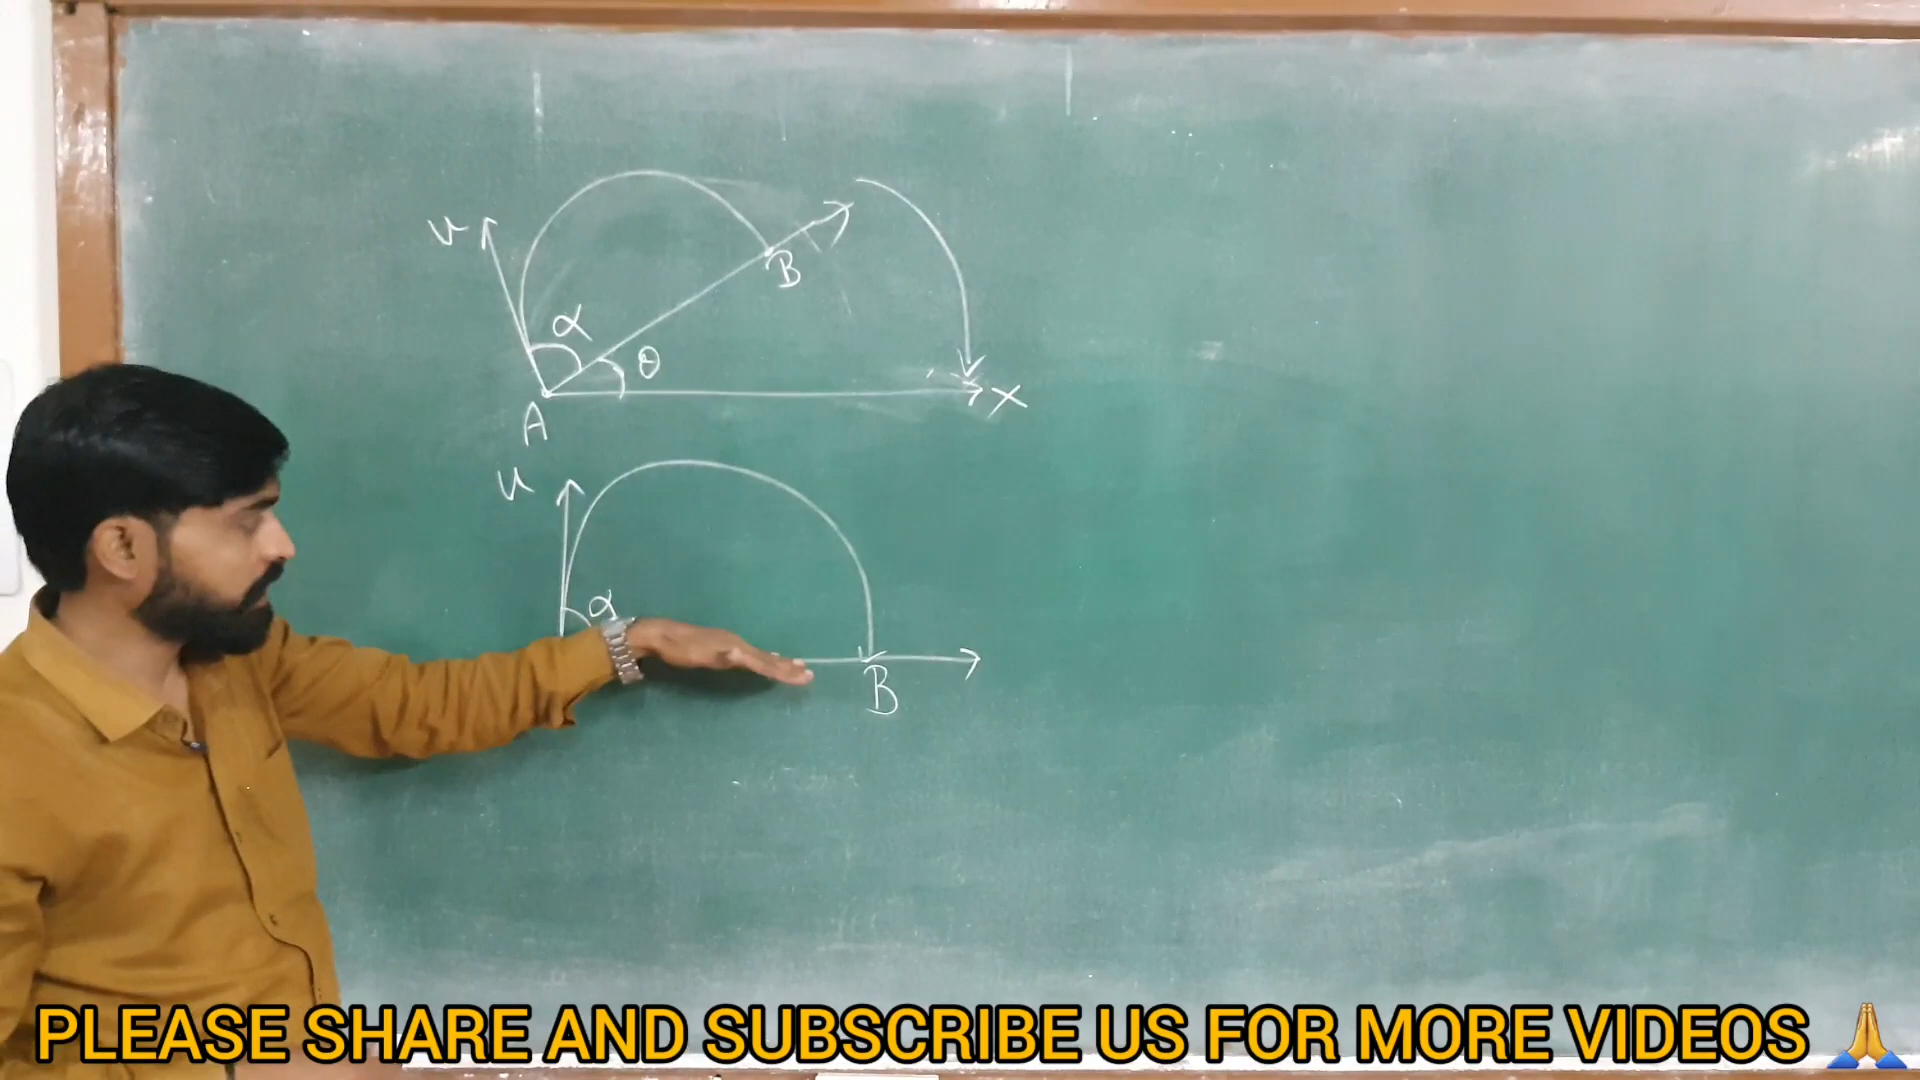 u
B
α
θ
X
A
u
α
B
PLEASE SHARE AND SUBSCRIBE US FOR MORE VIDEOS 🙏